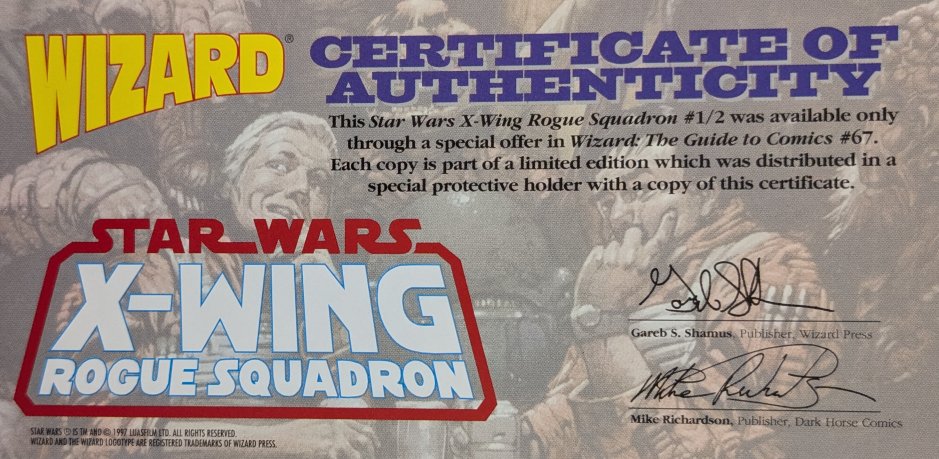 WIZARD®
CERTIFICATE OF
AUTHENTICITY
This Star Wars X-Wing Rogue Squadron #1/2 was available only
through a special offer in Wizard: The Guide to Comics #67.
Each copy is part of a limited edition which was distributed in a
special protective holder with a copy of this certificate.
STAR WARS
X-WING
ROGUE SQUADRON
Gareb S. Shamus, Publisher, Wizard Press
Mike Richardson, Publisher, Dark Horse Comics
STAR WARS ® IS TM AND © 1997 LUASFILM LTD. ALL RIGHTS RESERVED.
WIZARD AND THE WIZARD LOGOTYPE ARE REGISTERED TRADEMARKS OF WIZARD PRESS.